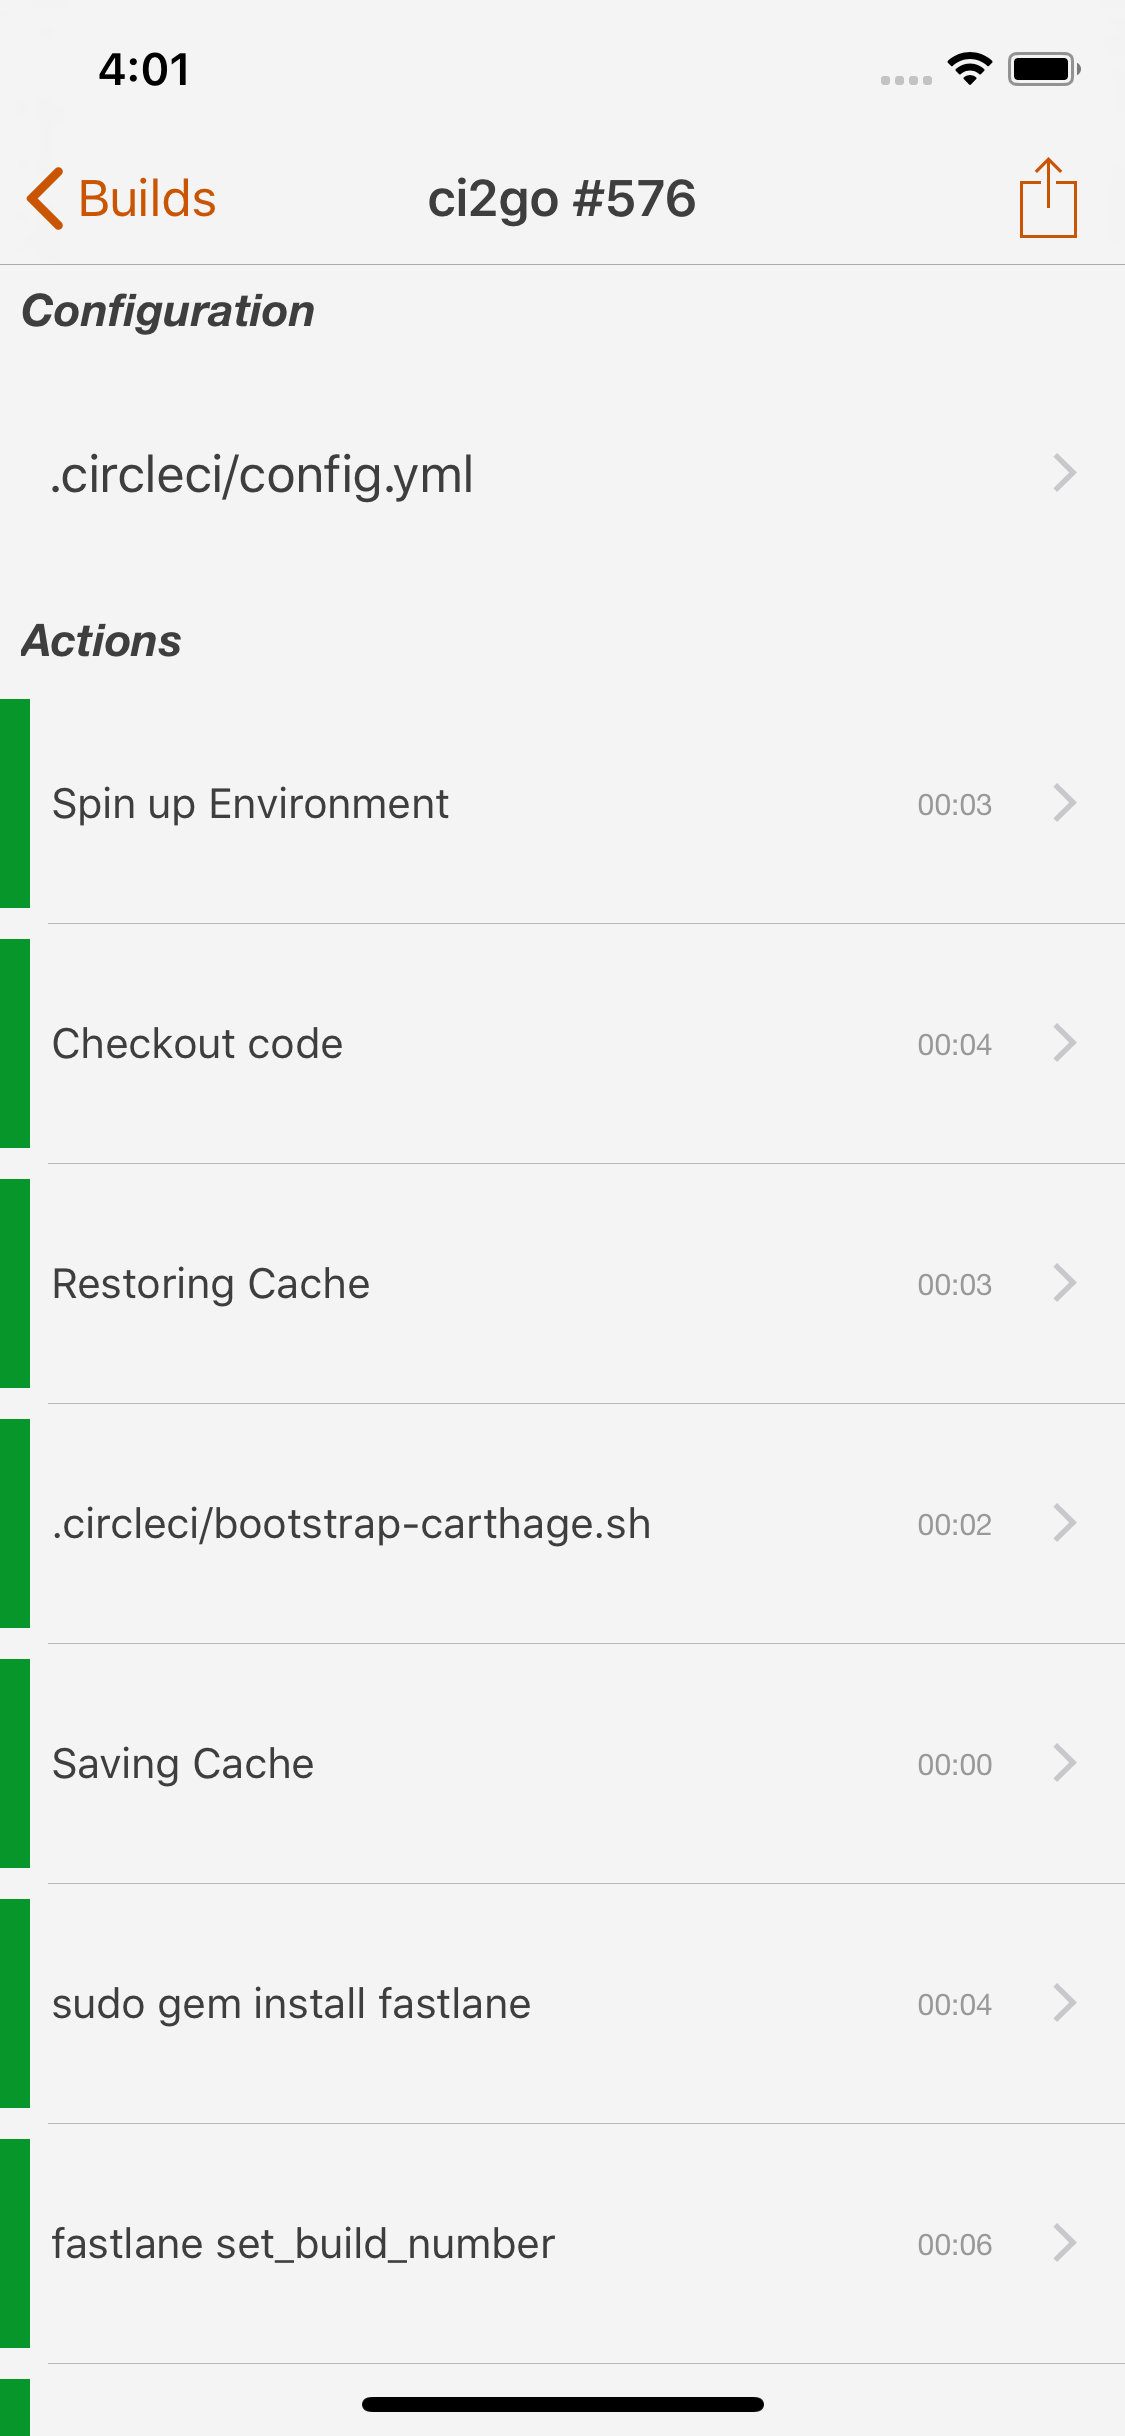 4:01
Builds
ci2go #576
Configuration
.circleci/config.yml
Actions
Spin up Environment 00:03
Checkout code 00:04
Restoring Cache 00:03
.circleci/bootstrap-carthage.sh 00:02
Saving Cache 00:00
sudo gem install fastlane 00:04
fastlane set_build_number 00:06